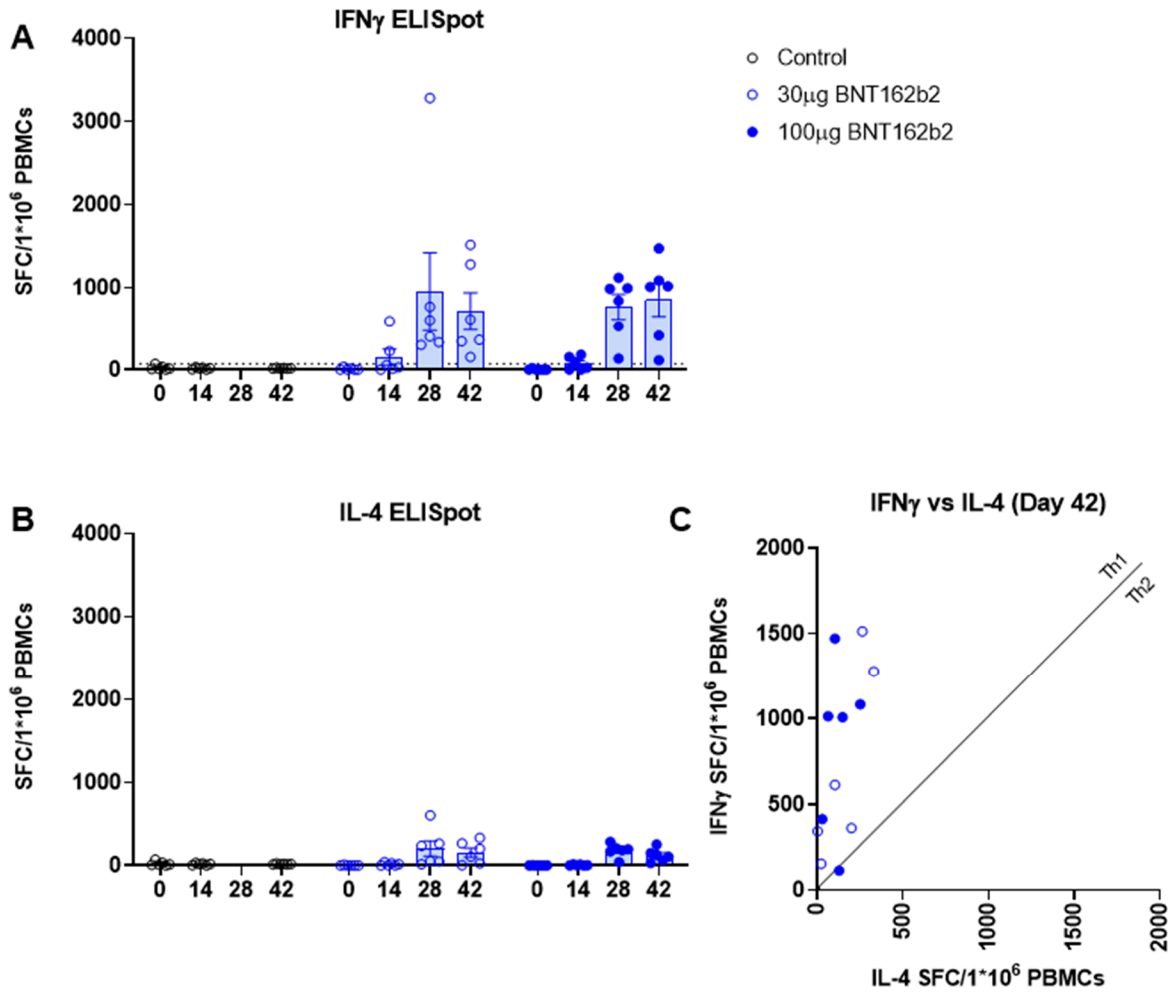 A
IFNγ ELISpot
SFC/1*10⁶ PBMCs
4000
3000
2000
1000
0
0 14 28 42 0 14 28 42 0 14 28 42
Control
30μg BNT162b2
100μg BNT162b2
B
IL-4 ELISpot
SFC/1*10⁶ PBMCs
4000
3000
2000
1000
0
0 14 28 42 0 14 28 42 0 14 28 42
C
IFNγ vs IL-4 (Day 42)
IFNγ SFC/1*10⁶ PBMCs
2000
1500
1000
500
0
Th1
Th2
0 500 1000 1500 2000
IL-4 SFC/1*10⁶ PBMCs